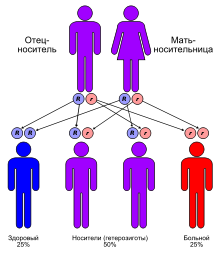 Отец-
носитель
Мать-
носительница
R r R r
R R R r R r r r
Здоровый
25%
Носители (гетерозиготы)
50%
Больной
25%